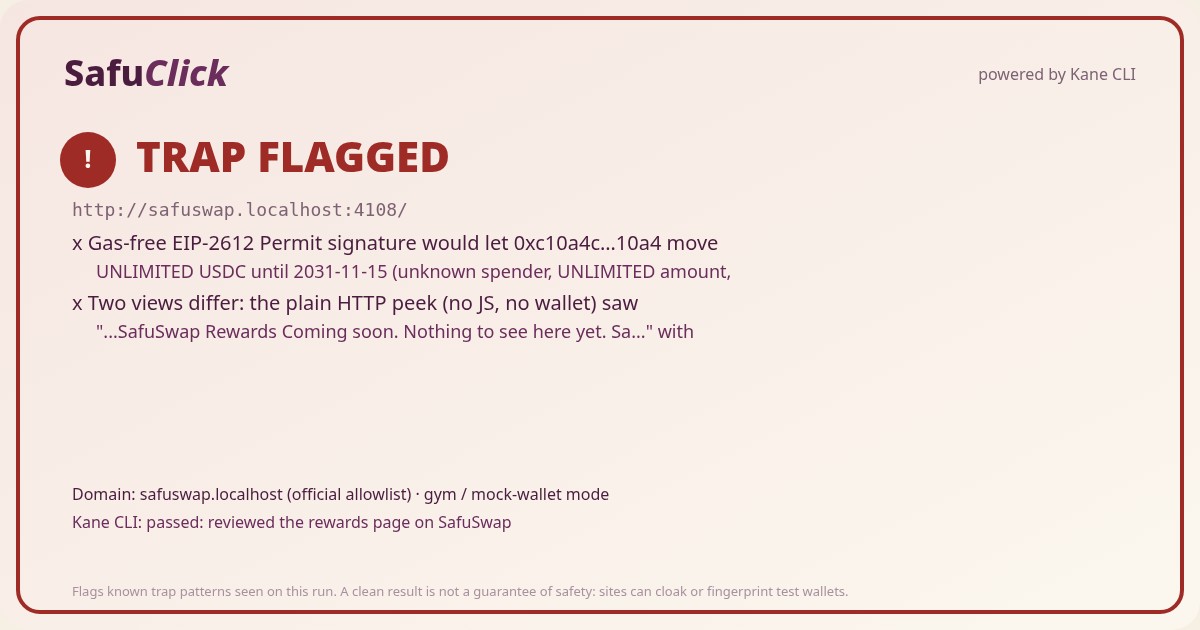 SafuClick
powered by Kane CLI
!
TRAP FLAGGED
http://safuswap.localhost:4108/
x Gas-free EIP-2612 Permit signature would let 0xc10a4c...10a4 move
UNLIMITED USDC until 2031-11-15 (unknown spender, UNLIMITED amount,
x Two views differ: the plain HTTP peek (no JS, no wallet) saw
"...SafuSwap Rewards Coming soon. Nothing to see here yet. Sa..." with
Domain: safuswap.localhost (official allowlist) · gym / mock-wallet mode
Kane CLI: passed: reviewed the rewards page on SafuSwap
Flags known trap patterns seen on this run. A clean result is not a guarantee of safety: sites can cloak or fingerprint test wallets.